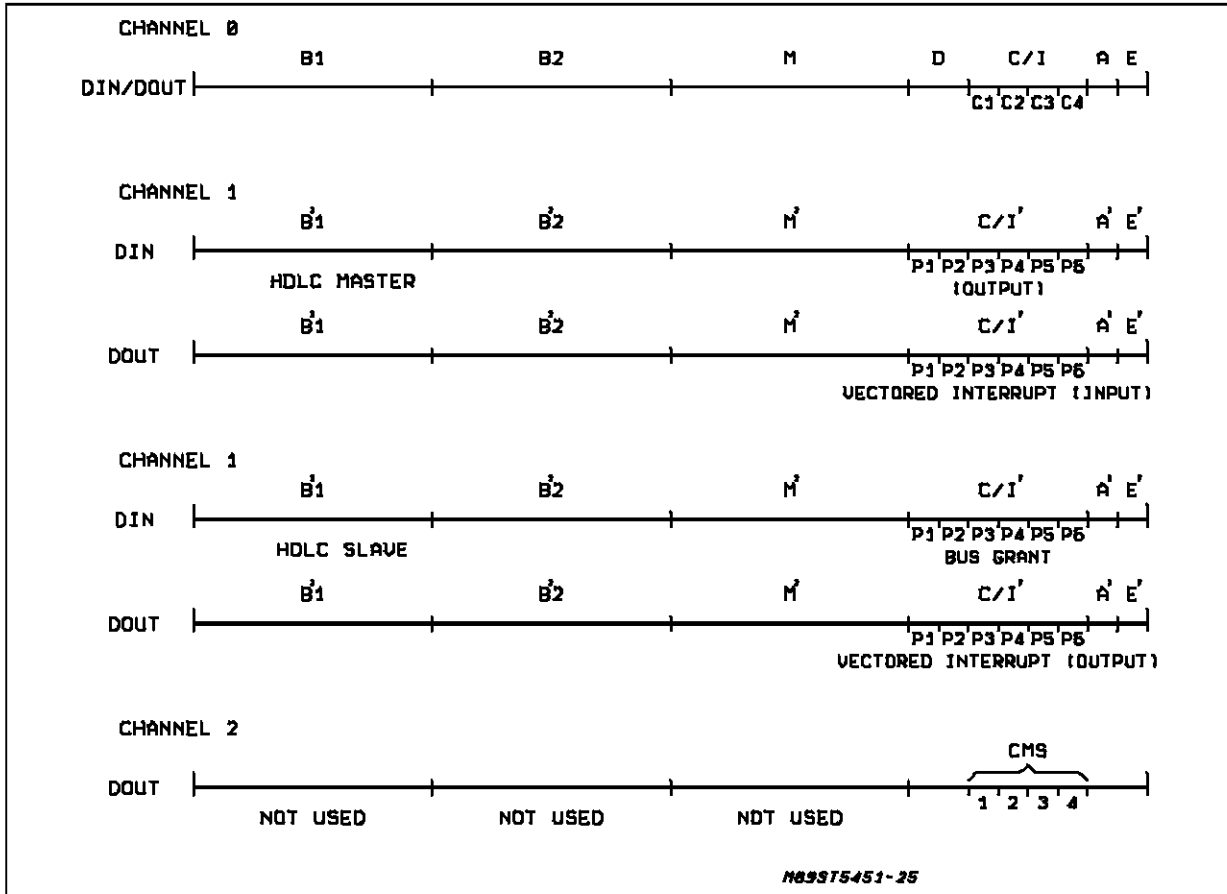 CHANNEL 0
B1 B2 M D C/I A E
DIN/DOUT
C1 C2 C3 C4
CHANNEL 1
B'1 B'2 M' C/I' A' E'
DIN
P1 P2 P3 P4 P5 P6
HDLC MASTER (OUTPUT)
B'1 B'2 M' C/I' A' E'
DOUT
P1 P2 P3 P4 P5 P6
VECTORED INTERRUPT (INPUT)
CHANNEL 1
B'1 B'2 M' C/I' A' E'
DIN
P1 P2 P3 P4 P5 P6
HDLC SLAVE BUS GRANT
B'1 B'2 M' C/I' A' E'
DOUT
P1 P2 P3 P4 P5 P6
VECTORED INTERRUPT (OUTPUT)
CHANNEL 2
CMS
DOUT
1 2 3 4
NOT USED NOT USED NOT USED
M89ST5451-25